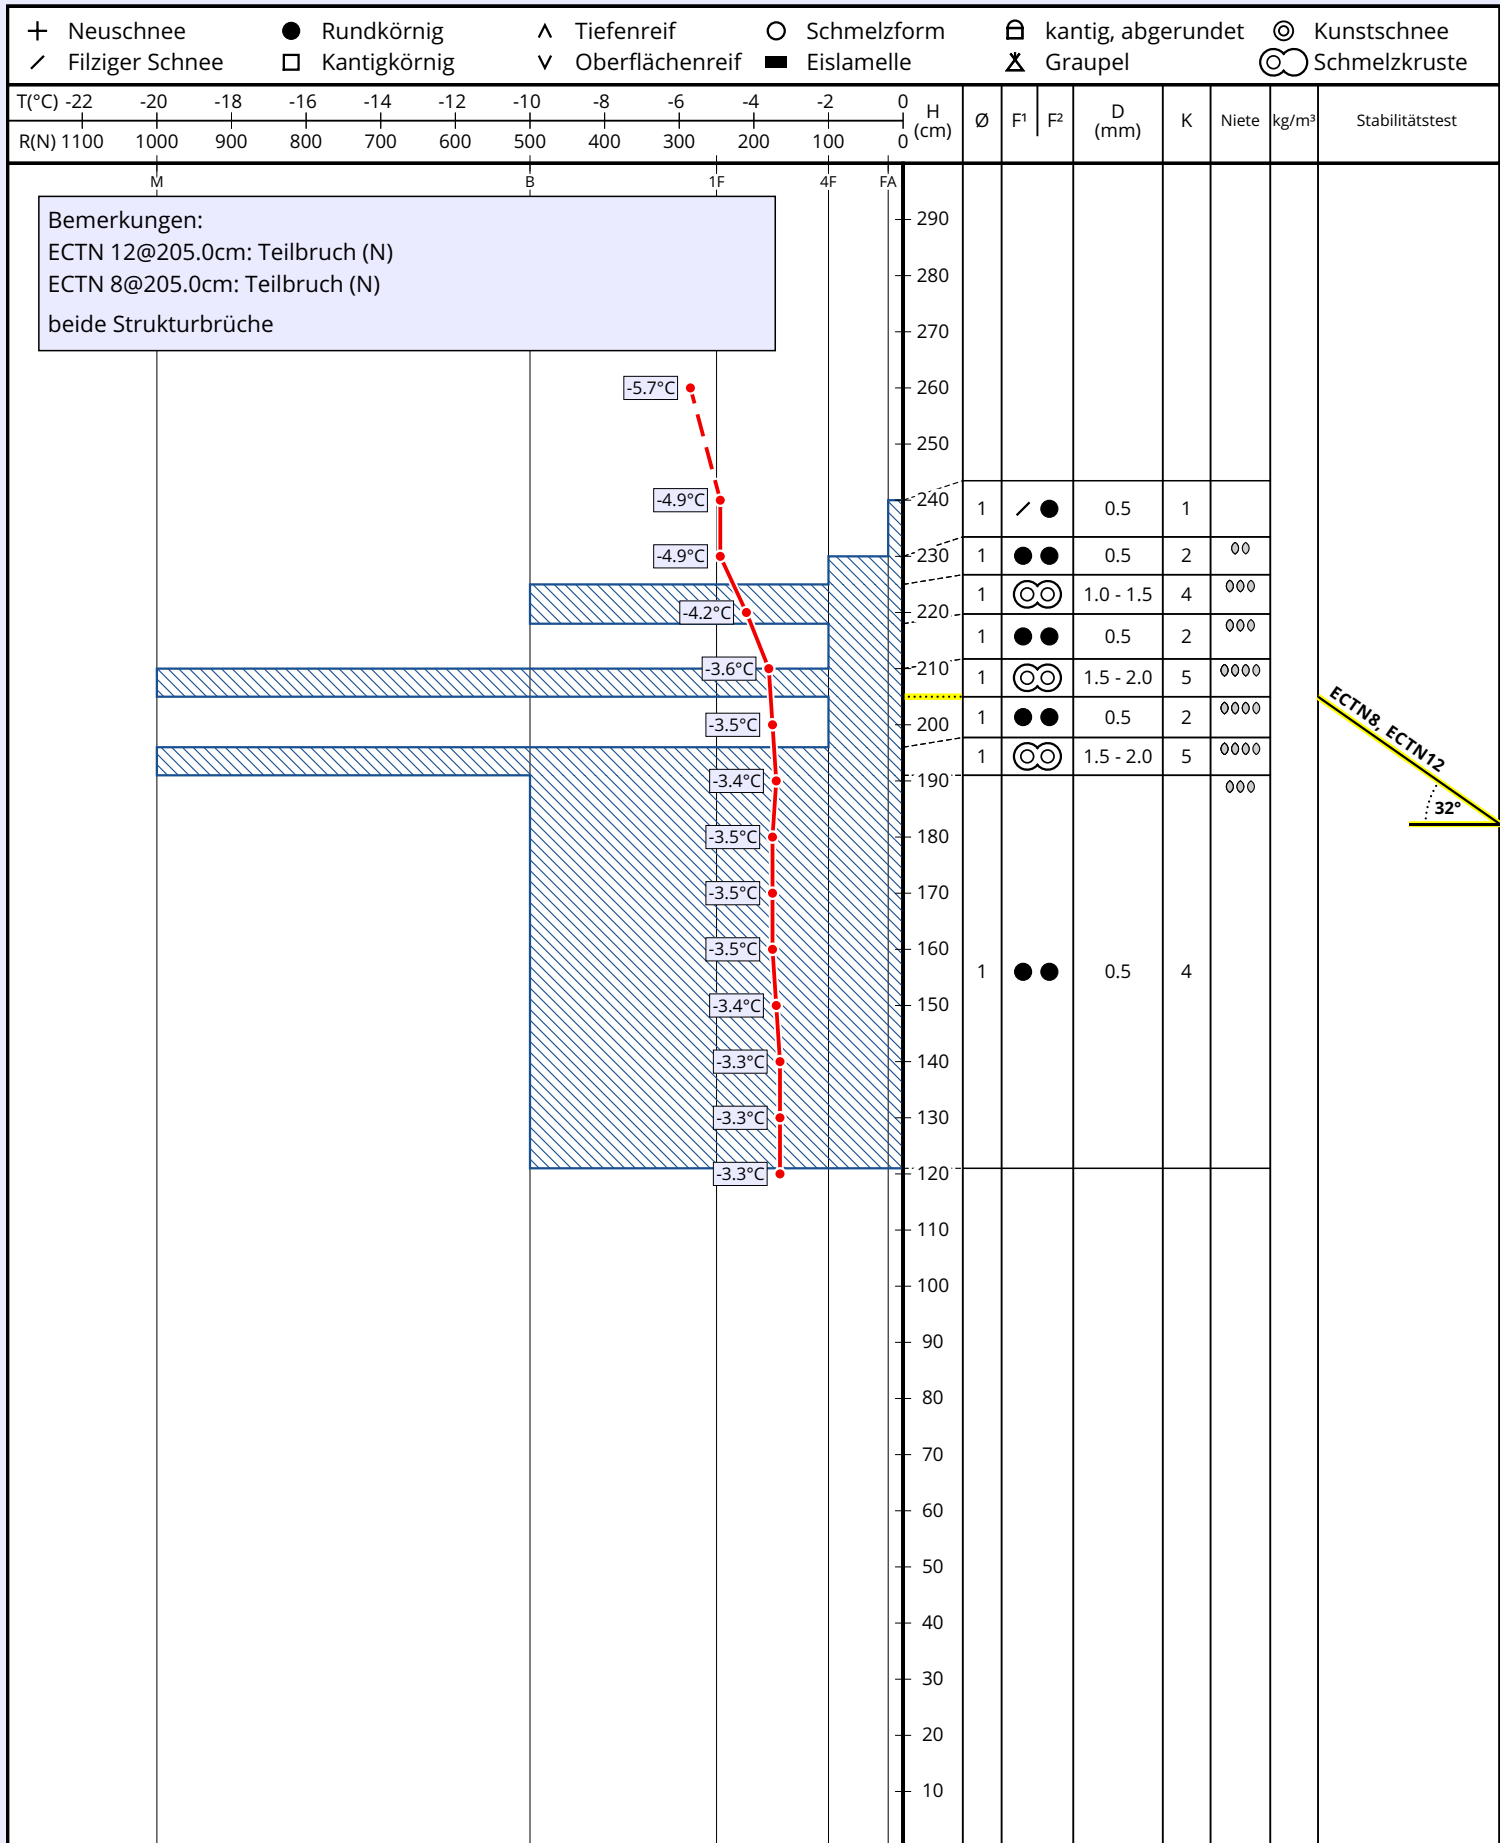 Neuschnee Rundkörnig Tiefenreif Schmelzform kantig, abgerundet Kunstschnee
Filziger Schnee Kantigkörnig Oberflächenreif Eislamelle Graupel Schmelzkruste
T(°C) -22 -20 -18 -16 -14 -12 -10 -8 -6 -4 -2 0
R(N) 1100 1000 900 800 700 600 500 400 300 200 100 0
H (cm) Ø F¹ F² D (mm) K Niete kg/m³ Stabilitätstest
M B 1F 4F FA
Bemerkungen:
ECTN 12@205.0cm: Teilbruch (N)
ECTN 8@205.0cm: Teilbruch (N)
beide Strukturbrüche
290
280
270
-5.7°C 260
250
-4.9°C 240
1 0.5 1
-4.9°C 230 1 0.5 2
1 1.0 - 1.5 4
-4.2°C 220
1 0.5 2
-3.6°C 210 1 1.5 - 2.0 5
-3.5°C 200 1 0.5 2
ECTN8, ECTN12
1 1.5 - 2.0 5
-3.4°C 190
32°
-3.5°C 180
-3.5°C 170
-3.5°C 160
1 0.5 4
-3.4°C 150
-3.3°C 140
-3.3°C 130
-3.3°C 120
110
100
90
80
70
60
50
40
30
20
10